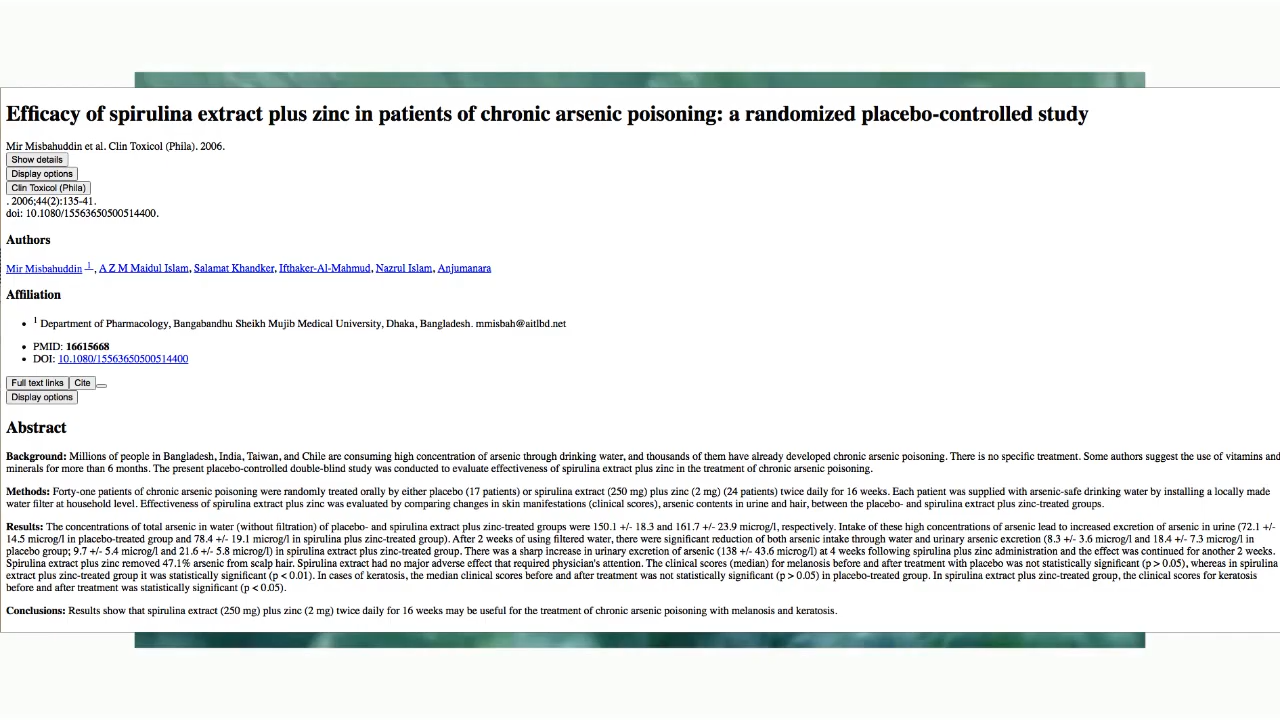 Efficacy of spirulina extract plus zinc in patients of chronic arsenic poisoning: a randomized placebo-controlled study
Mir Misbahuddin et al. Clin Toxicol (Phila). 2006.
Show details
Display options
Clin Toxicol (Phila)
. 2006;44(2):135-41.
doi: 10.1080/15563650500514400.
Authors
Mir Misbahuddin 1, A Z M Maidul Islam, Salamat Khandker, Ifthaker-Al-Mahmud, Nazrul Islam, Anjumanara
Affiliation
• 1 Department of Pharmacology, Bangabandhu Sheikh Mujib Medical University, Dhaka, Bangladesh. mmisbah@aitlbd.net
• PMID: 16615668
• DOI: 10.1080/15563650500514400
Full text links Cite
Display options
Abstract
Background: Millions of people in Bangladesh, India, Taiwan, and Chile are consuming high concentration of arsenic through drinking water, and thousands of them have already developed chronic arsenic poisoning. There is no specific treatment. Some authors suggest the use of vitamins and
minerals for more than 6 months. The present placebo-controlled double-blind study was conducted to evaluate effectiveness of spirulina extract plus zinc in the treatment of chronic arsenic poisoning.
Methods: Forty-one patients of chronic arsenic poisoning were randomly treated orally by either placebo (17 patients) or spirulina extract (250 mg) plus zinc (2 mg) (24 patients) twice daily for 16 weeks. Each patient was supplied with arsenic-safe drinking water by installing a locally made
water filter at household level. Effectiveness of spirulina extract plus zinc was evaluated by comparing changes in skin manifestations (clinical scores), arsenic contents in urine and hair, between the placebo- and spirulina extract plus zinc-treated groups.
Results: The concentrations of total arsenic in water (without filtration) of placebo- and spirulina extract plus zinc-treated groups were 150.1 +/- 18.3 and 161.7 +/- 23.9 microg/l, respectively. Intake of these high concentrations of arsenic lead to increased excretion of arsenic in urine (72.1 +/-
14.5 microg/l in placebo-treated group and 78.4 +/- 19.1 microg/l in spirulina plus zinc-treated group). After 2 weeks of using filtered water, there were significant reduction of both arsenic intake through water and urinary arsenic excretion (8.3 +/- 3.6 microg/l and 18.4 +/- 7.3 microg/l in
placebo group; 9.7 +/- 5.4 microg/l and 21.6 +/- 5.8 microg/l) in spirulina extract plus zinc-treated group. There was a sharp increase in urinary excretion of arsenic (138 +/- 43.6 microg/l) at 4 weeks following spirulina plus zinc administration and the effect was continued for another 2 weeks.
Spirulina extract plus zinc removed 47.1% arsenic from scalp hair. Spirulina extract had no major adverse effect that required physician's attention. The clinical scores (median) for melanosis before and after treatment with placebo was not statistically significant (p > 0.05), whereas in spirulina
extract plus zinc-treated group it was statistically significant (p < 0.01). In cases of keratosis, the median clinical scores before and after treatment was not statistically significant (p > 0.05) in placebo-treated group. In spirulina extract plus zinc-treated group, the clinical scores for keratosis
before and after treatment was statistically significant (p < 0.05).
Conclusions: Results show that spirulina extract (250 mg) plus zinc (2 mg) twice daily for 16 weeks may be useful for the treatment of chronic arsenic poisoning with melanosis and keratosis.